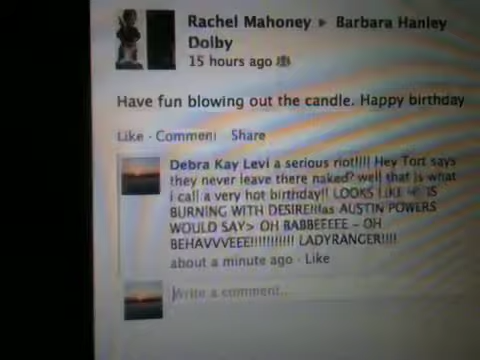 Rachel Mahoney ▸ Barbara Hanley
Dolby
15 hours ago
Have fun blowing out the candle. Happy birthday
Like · Comment Share
Debra Kay Levi a serious riot!!!! Hey Tort says
they never leave there naked? well that is what
i call a very hot birthday!! LOOKS LIKE IS
BURNING WITH DESIRE!!!as AUSTIN POWERS
WOULD SAY> OH BABBEEEEE - OH
BEHAVVVEEE!!!!!!!!!!! LADYRANGER!!!!
about a minute ago · Like
Write a comment...